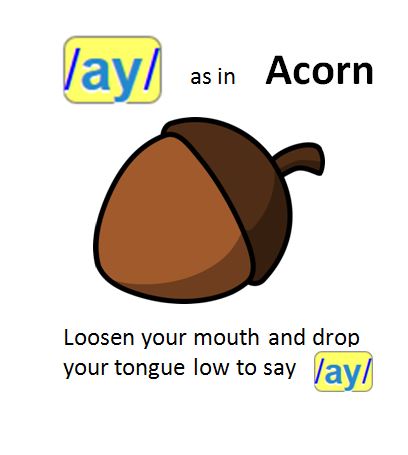 /ay/ as in Acorn
Loosen your mouth and drop
your tongue low to say /ay/